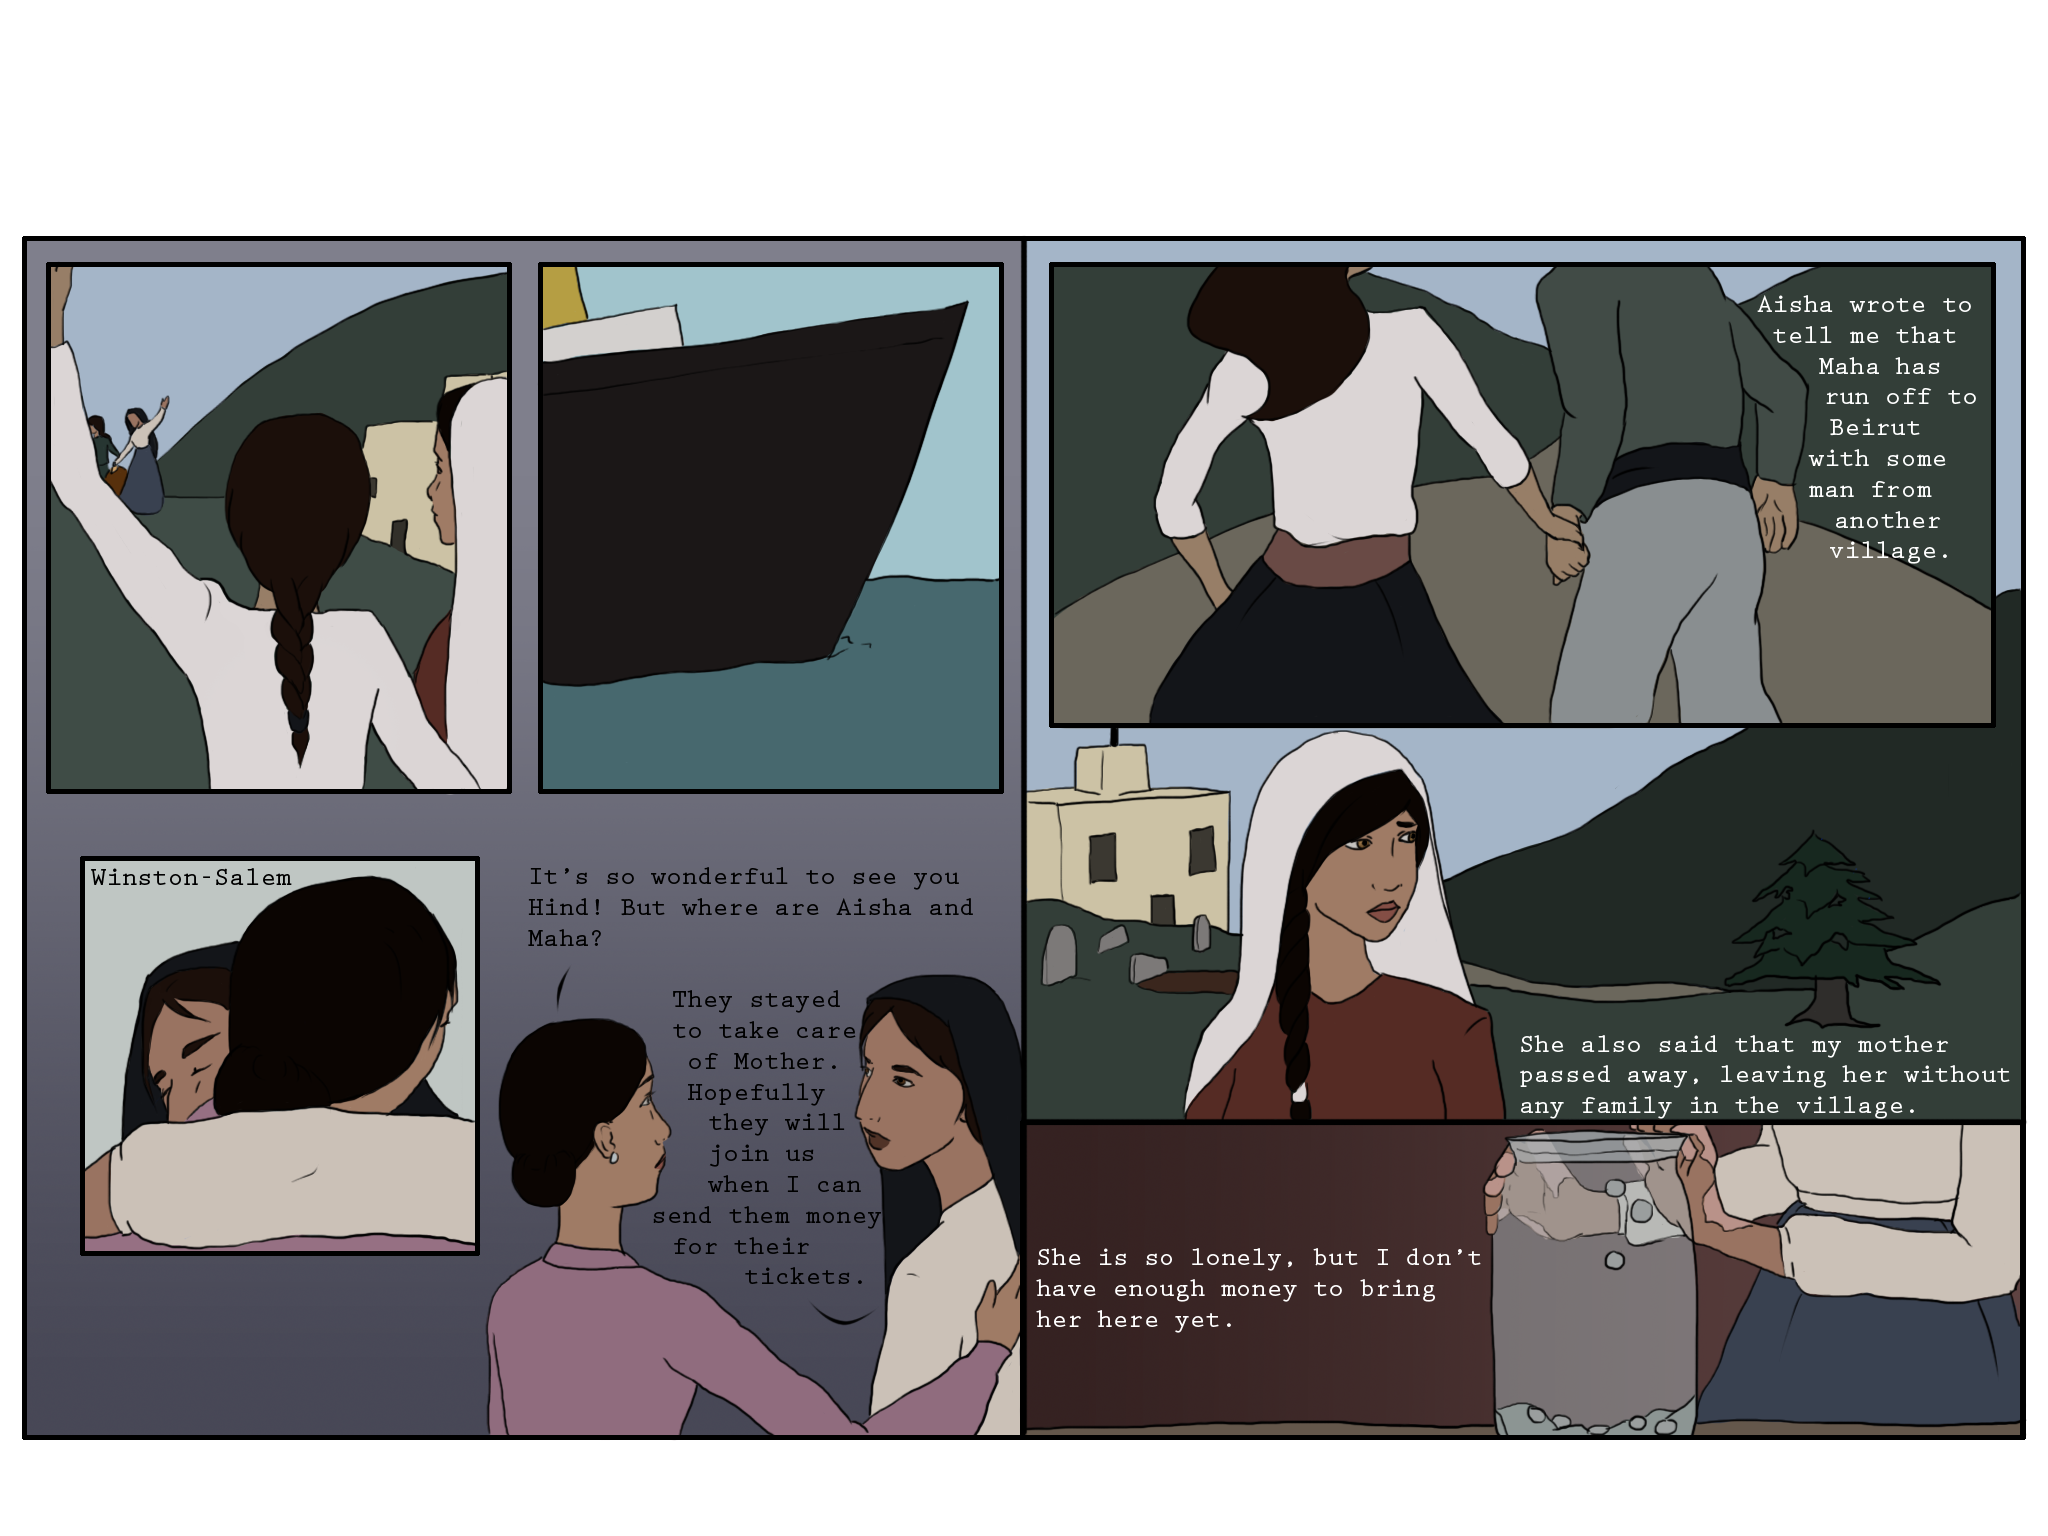 Winston-Salem
It's so wonderful to see you
Hind! But where are Aisha and
Maha?
They stayed
to take care
of Mother.
Hopefully
they will
join us
when I can
send them money
for their
tickets.
Aisha wrote to
tell me that
Maha has
run off to
Beirut
with some
man from
another
village.
She also said that my mother
passed away, leaving her without
any family in the village.
She is so lonely, but I don't
have enough money to bring
her here yet.